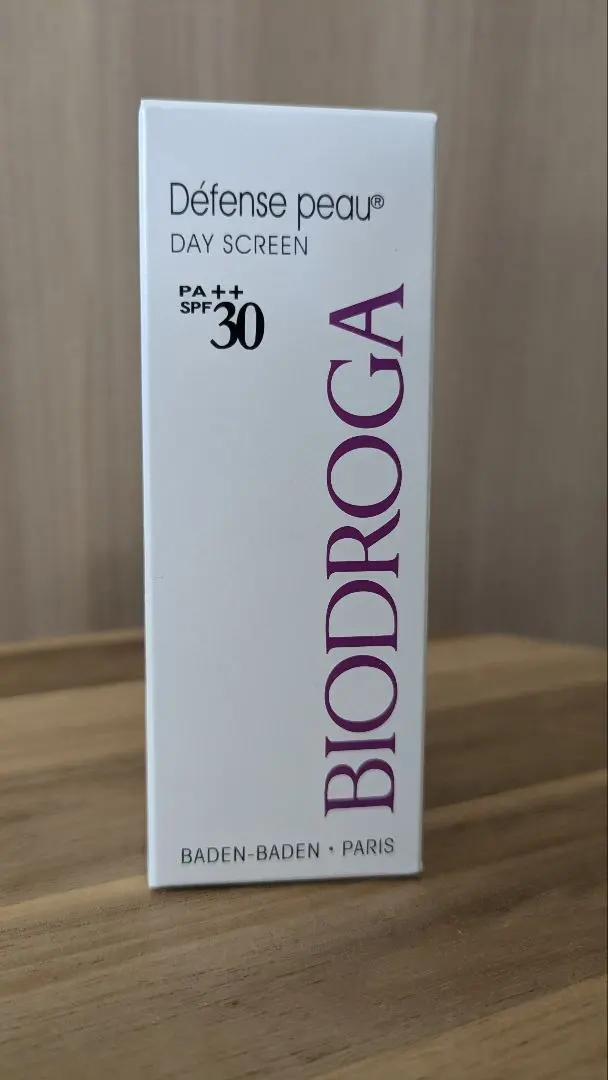 Défense peau®
DAY SCREEN
PA++
SPF30
BIODROGA
BADEN-BADEN • PARIS